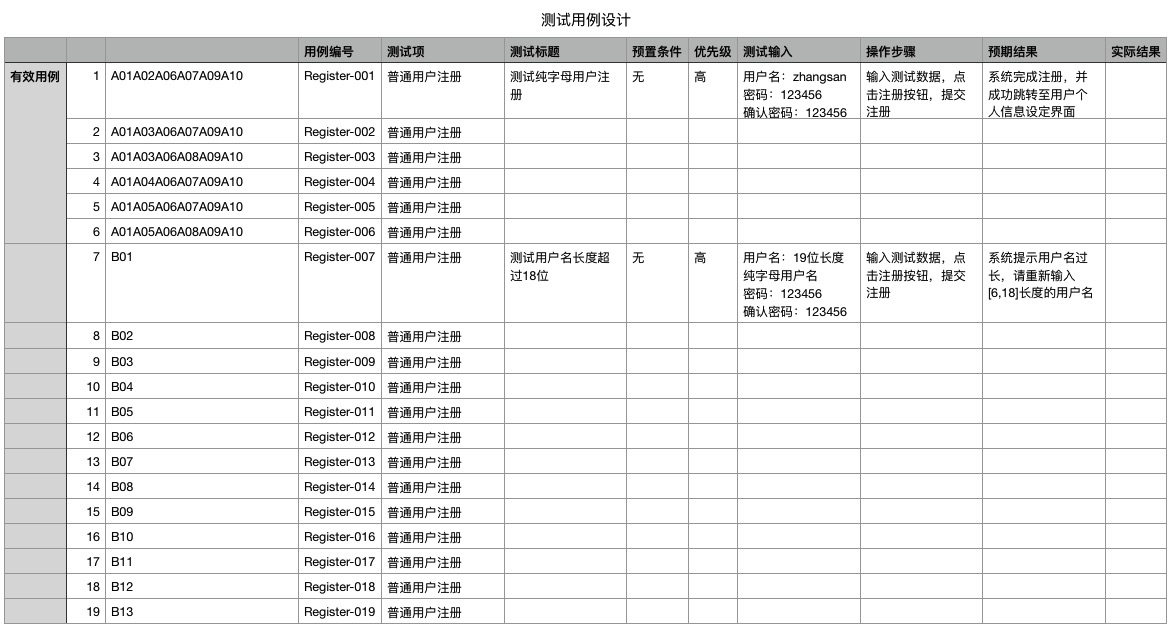 测试用例设计
用例编号 测试项 测试标题 预置条件 优先级 测试输入 操作步骤 预期结果 实际结果
有效用例 1 A01A02A06A07A09A10 Register-001 普通用户注册 测试纯字母用户注 无 高 用户名：zhangsan 输入测试数据，点 系统完成注册，并
册 密码：123456 击注册按钮，提交 成功跳转至用户个
确认密码：123456 注册 人信息设定界面
2 A01A03A06A07A09A10 Register-002 普通用户注册
3 A01A03A06A08A09A10 Register-003 普通用户注册
4 A01A04A06A07A09A10 Register-004 普通用户注册
5 A01A05A06A07A09A10 Register-005 普通用户注册
6 A01A05A06A08A09A10 Register-006 普通用户注册
7 B01 Register-007 普通用户注册 测试用户名长度超 无 高 用户名：19位长度 输入测试数据，点 系统提示用户名过
过18位 纯字母用户名 击注册按钮，提交 长，请重新输入
密码：123456 注册 [6,18]长度的用户名
确认密码：123456
8 B02 Register-008 普通用户注册
9 B03 Register-009 普通用户注册
10 B04 Register-010 普通用户注册
11 B05 Register-011 普通用户注册
12 B06 Register-012 普通用户注册
13 B07 Register-013 普通用户注册
14 B08 Register-014 普通用户注册
15 B09 Register-015 普通用户注册
16 B10 Register-016 普通用户注册
17 B11 Register-017 普通用户注册
18 B12 Register-018 普通用户注册
19 B13 Register-019 普通用户注册